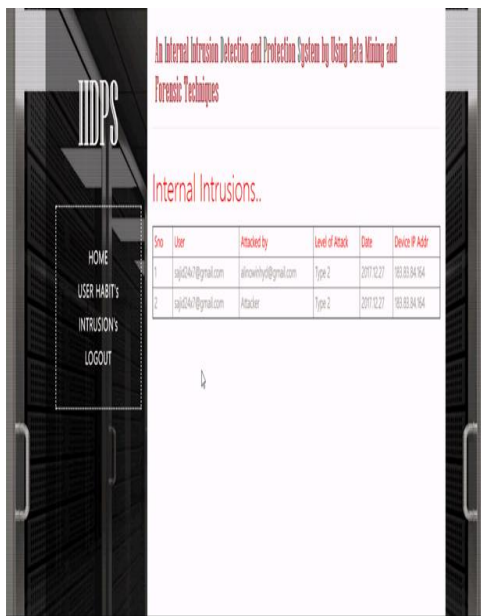 An Internal Intrusion Detection and Protection System by Using Data Mining and
Forensic Techniques
IIDPS
HOME
USER HABIT's
INTRUSION's
LOGOUT
Internal Intrusions..
Sno User Attacked by Level of Attack Date Device IP Addr
1 sajid24x7@gmail.com alinowinhyd@gmail.com Type 2 2017.12.27 183.83.84.164
2 sajid24x7@gmail.com Attacker Type 2 2017.12.27 183.83.84.164